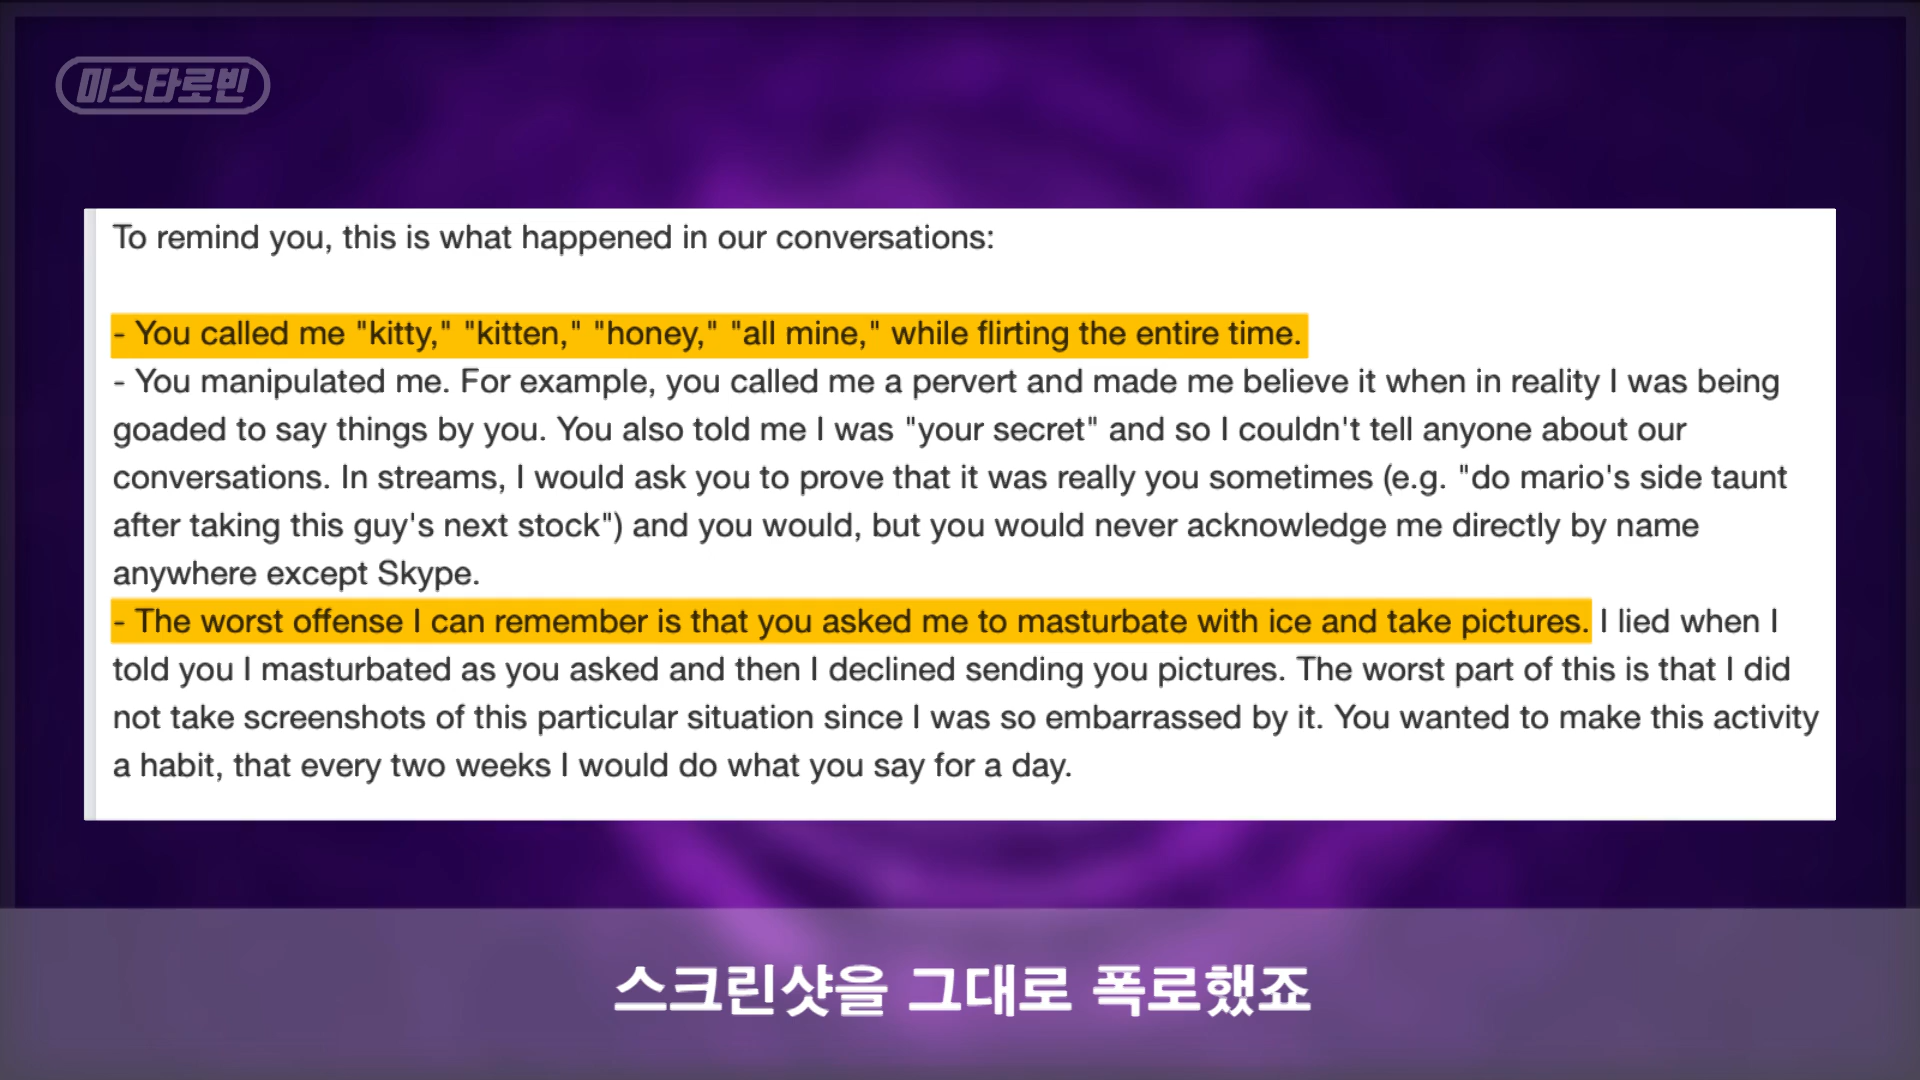 미스타로빈
To remind you, this is what happened in our conversations:
- You called me "kitty," "kitten," "honey," "all mine," while flirting the entire time.
- You manipulated me. For example, you called me a pervert and made me believe it when in reality I was being
goaded to say things by you. You also told me I was "your secret" and so I couldn't tell anyone about our
conversations. In streams, I would ask you to prove that it was really you sometimes (e.g. "do mario's side taunt
after taking this guy's next stock") and you would, but you would never acknowledge me directly by name
anywhere except Skype.
- The worst offense I can remember is that you asked me to masturbate with ice and take pictures. I lied when I
told you I masturbated as you asked and then I declined sending you pictures. The worst part of this is that I did
not take screenshots of this particular situation since I was so embarrassed by it. You wanted to make this activity
a habit, that every two weeks I would do what you say for a day.
스크린샷을 그대로 폭로했죠